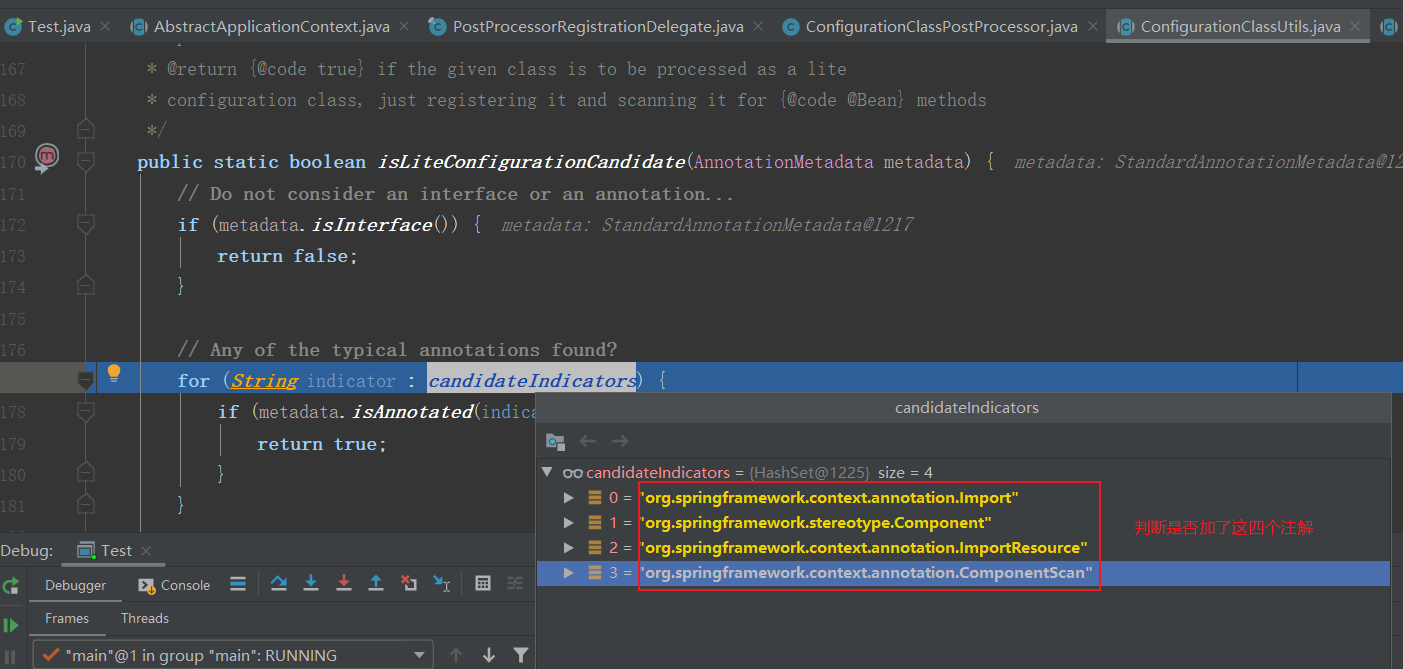 Test.java AbstractApplicationContext.java PostProcessorRegistrationDelegate.java ConfigurationClassPostProcessor.java ConfigurationClassUtils.java
167 * @return {@code true} if the given class is to be processed as a lite
168 * configuration class, just registering it and scanning it for {@code @Bean} methods
169 */
170 public static boolean isLiteConfigurationCandidate(AnnotationMetadata metadata) { metadata: StandardAnnotationMetadata@12
171 // Do not consider an interface or an annotation...
172 if (metadata.isInterface()) { metadata: StandardAnnotationMetadata@1217
173 return false;
174 }
175
176 // Any of the typical annotations found?
for (String indicator : candidateIndicators) {
178 if (metadata.isAnnotated(indica
179 return true;
180 }
181 }
candidateIndicators
candidateIndicators = {HashSet@1225} size = 4
0 = "org.springframework.context.annotation.Import"
1 = "org.springframework.stereotype.Component"
2 = "org.springframework.context.annotation.ImportResource"
3 = "org.springframework.context.annotation.ComponentScan"
判断是否加了这四个注解
Debug: Test
Debugger Console
Frames Threads
"main"@1 in group "main": RUNNING